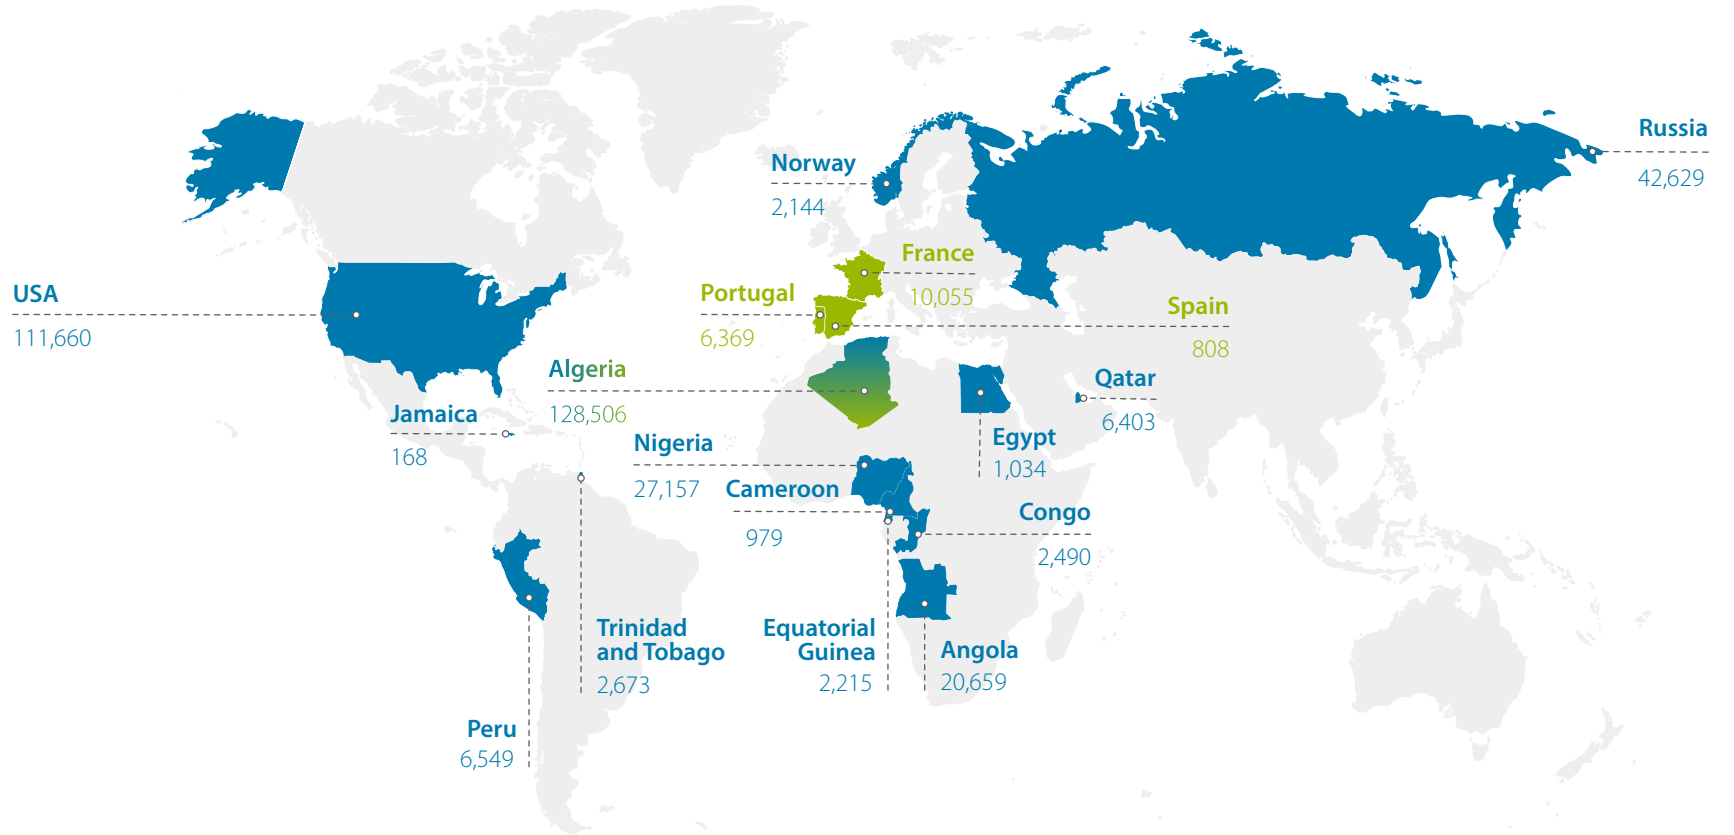 Russia
42,629
Norway
2,144
France
10,055
USA
111,660
Portugal
6,369
Spain
808
Algeria
128,506
Qatar
6,403
Jamaica
168
Nigeria
27,157
Egypt
1,034
Cameroon
979
Congo
2,490
Trinidad
and Tobago
2,673
Equatorial
Guinea
2,215
Angola
20,659
Peru
6,549